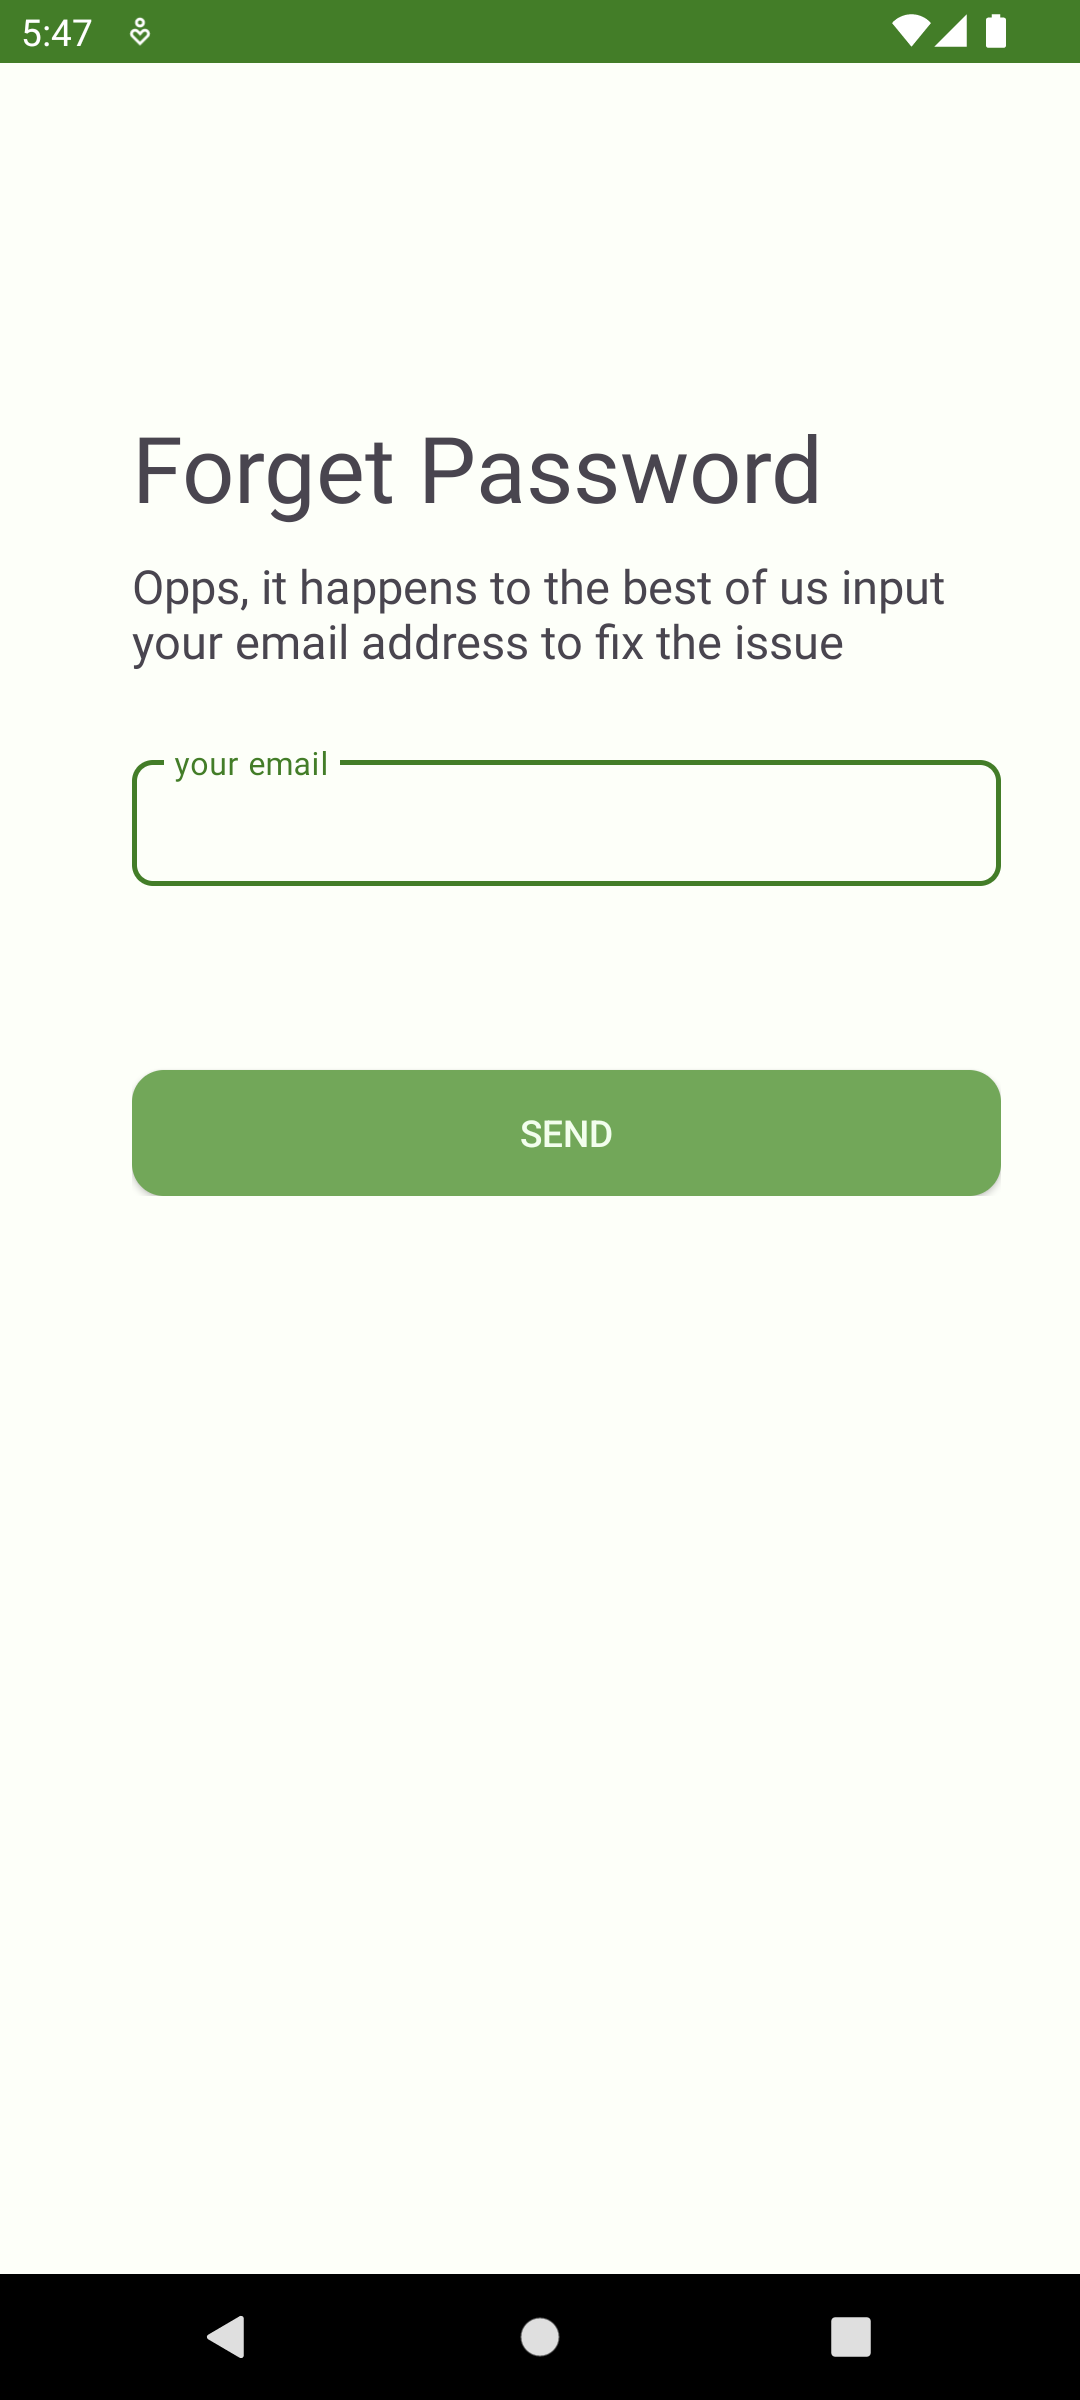 5:47
Forget Password
Opps, it happens to the best of us input
your email address to fix the issue
your email
SEND